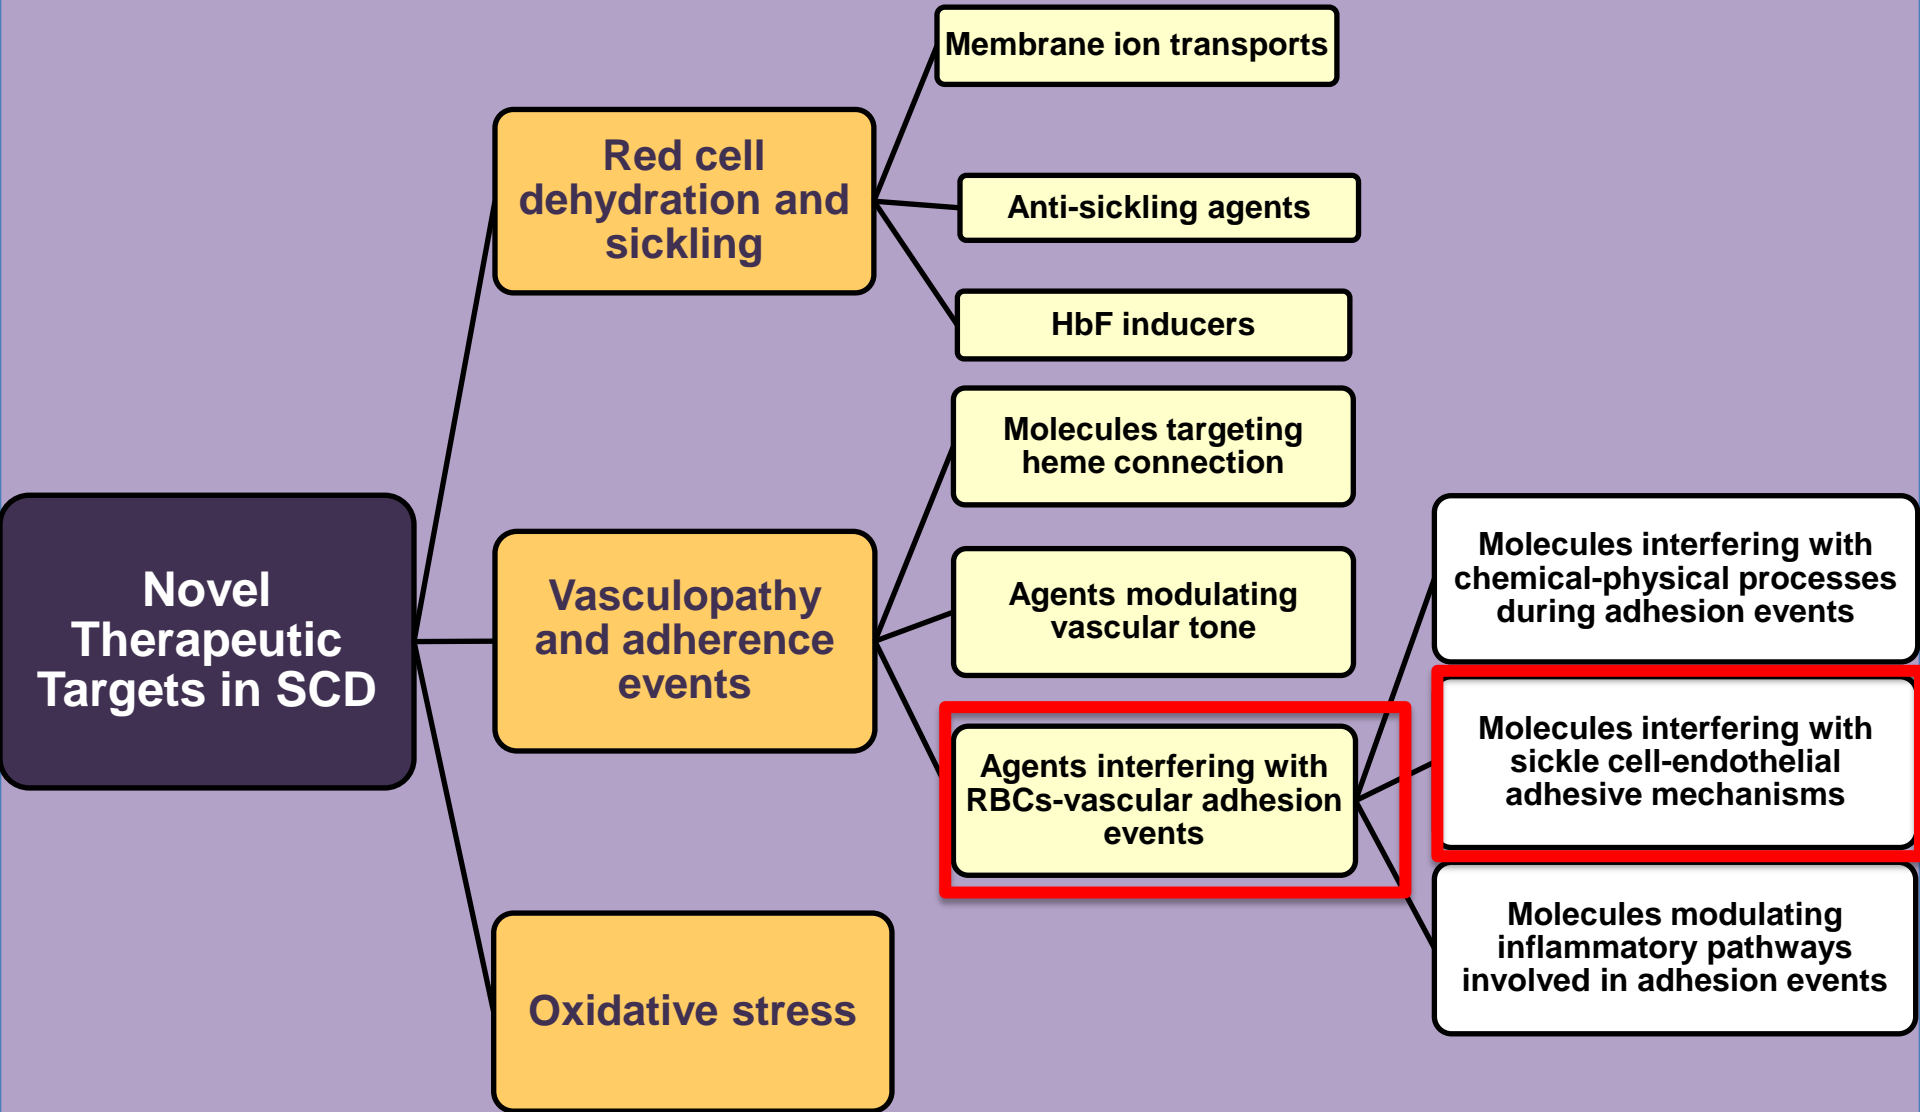 Novel
Therapeutic
Targets in SCD
Red cell
dehydration and
sickling
Membrane ion transports
Anti-sickling agents
HbF inducers
Vasculopathy
and adherence
events
Molecules targeting
heme connection
Agents modulating
vascular tone
Agents interfering with
RBCs-vascular adhesion
events
Molecules interfering with
chemical-physical processes
during adhesion events
Molecules interfering with
sickle cell-endothelial
adhesive mechanisms
Molecules modulating
inflammatory pathways
involved in adhesion events
Oxidative stress